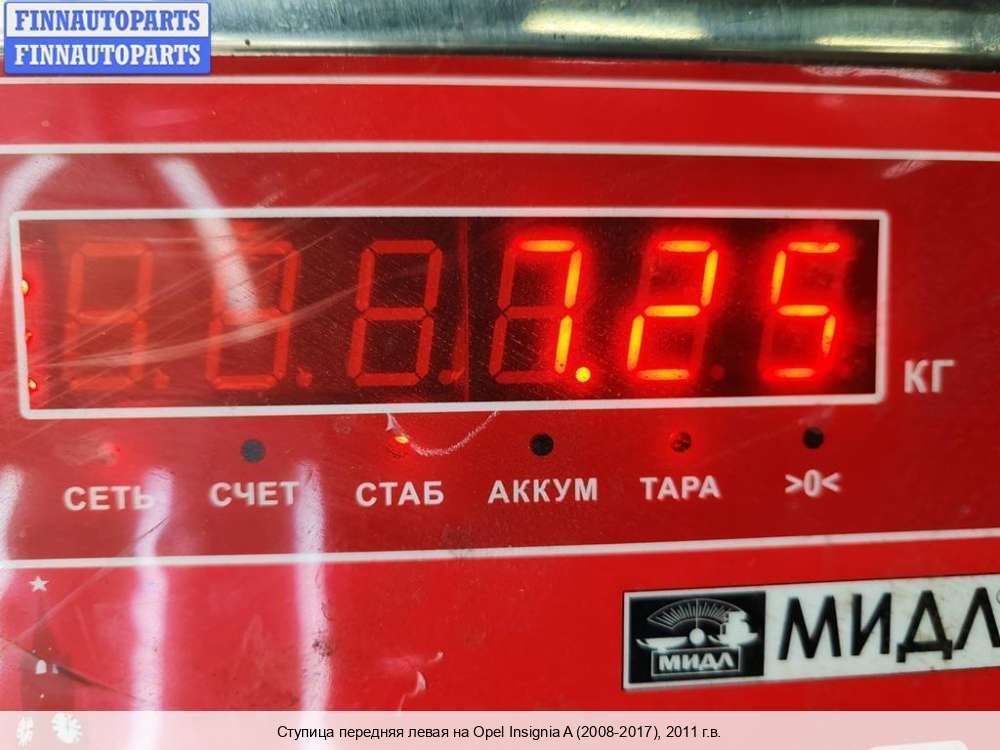 FINNAUTOPARTS
FINNAUTOPARTS
7.25
КГ
СЕТЬ СЧЕТ СТАБ АККУМ ТАРА >0<
МИДЛ МИДЛ
Ступица передняя левая на Opel Insignia A (2008-2017), 2011 г.в.